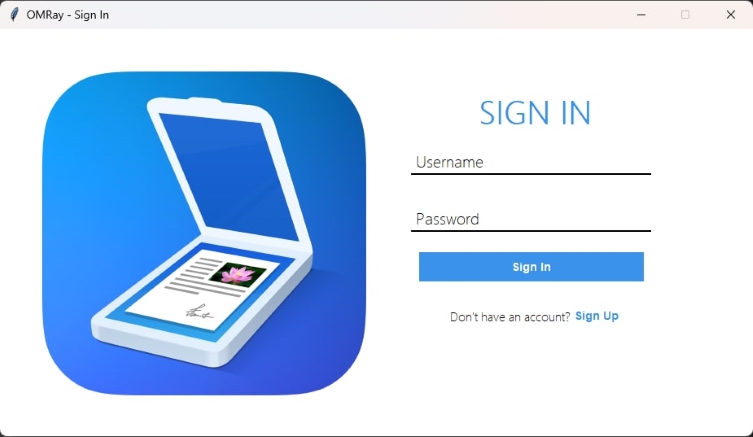 OMRay - Sign In
SIGN IN
Username
Password
Sign In
Don't have an account? Sign Up